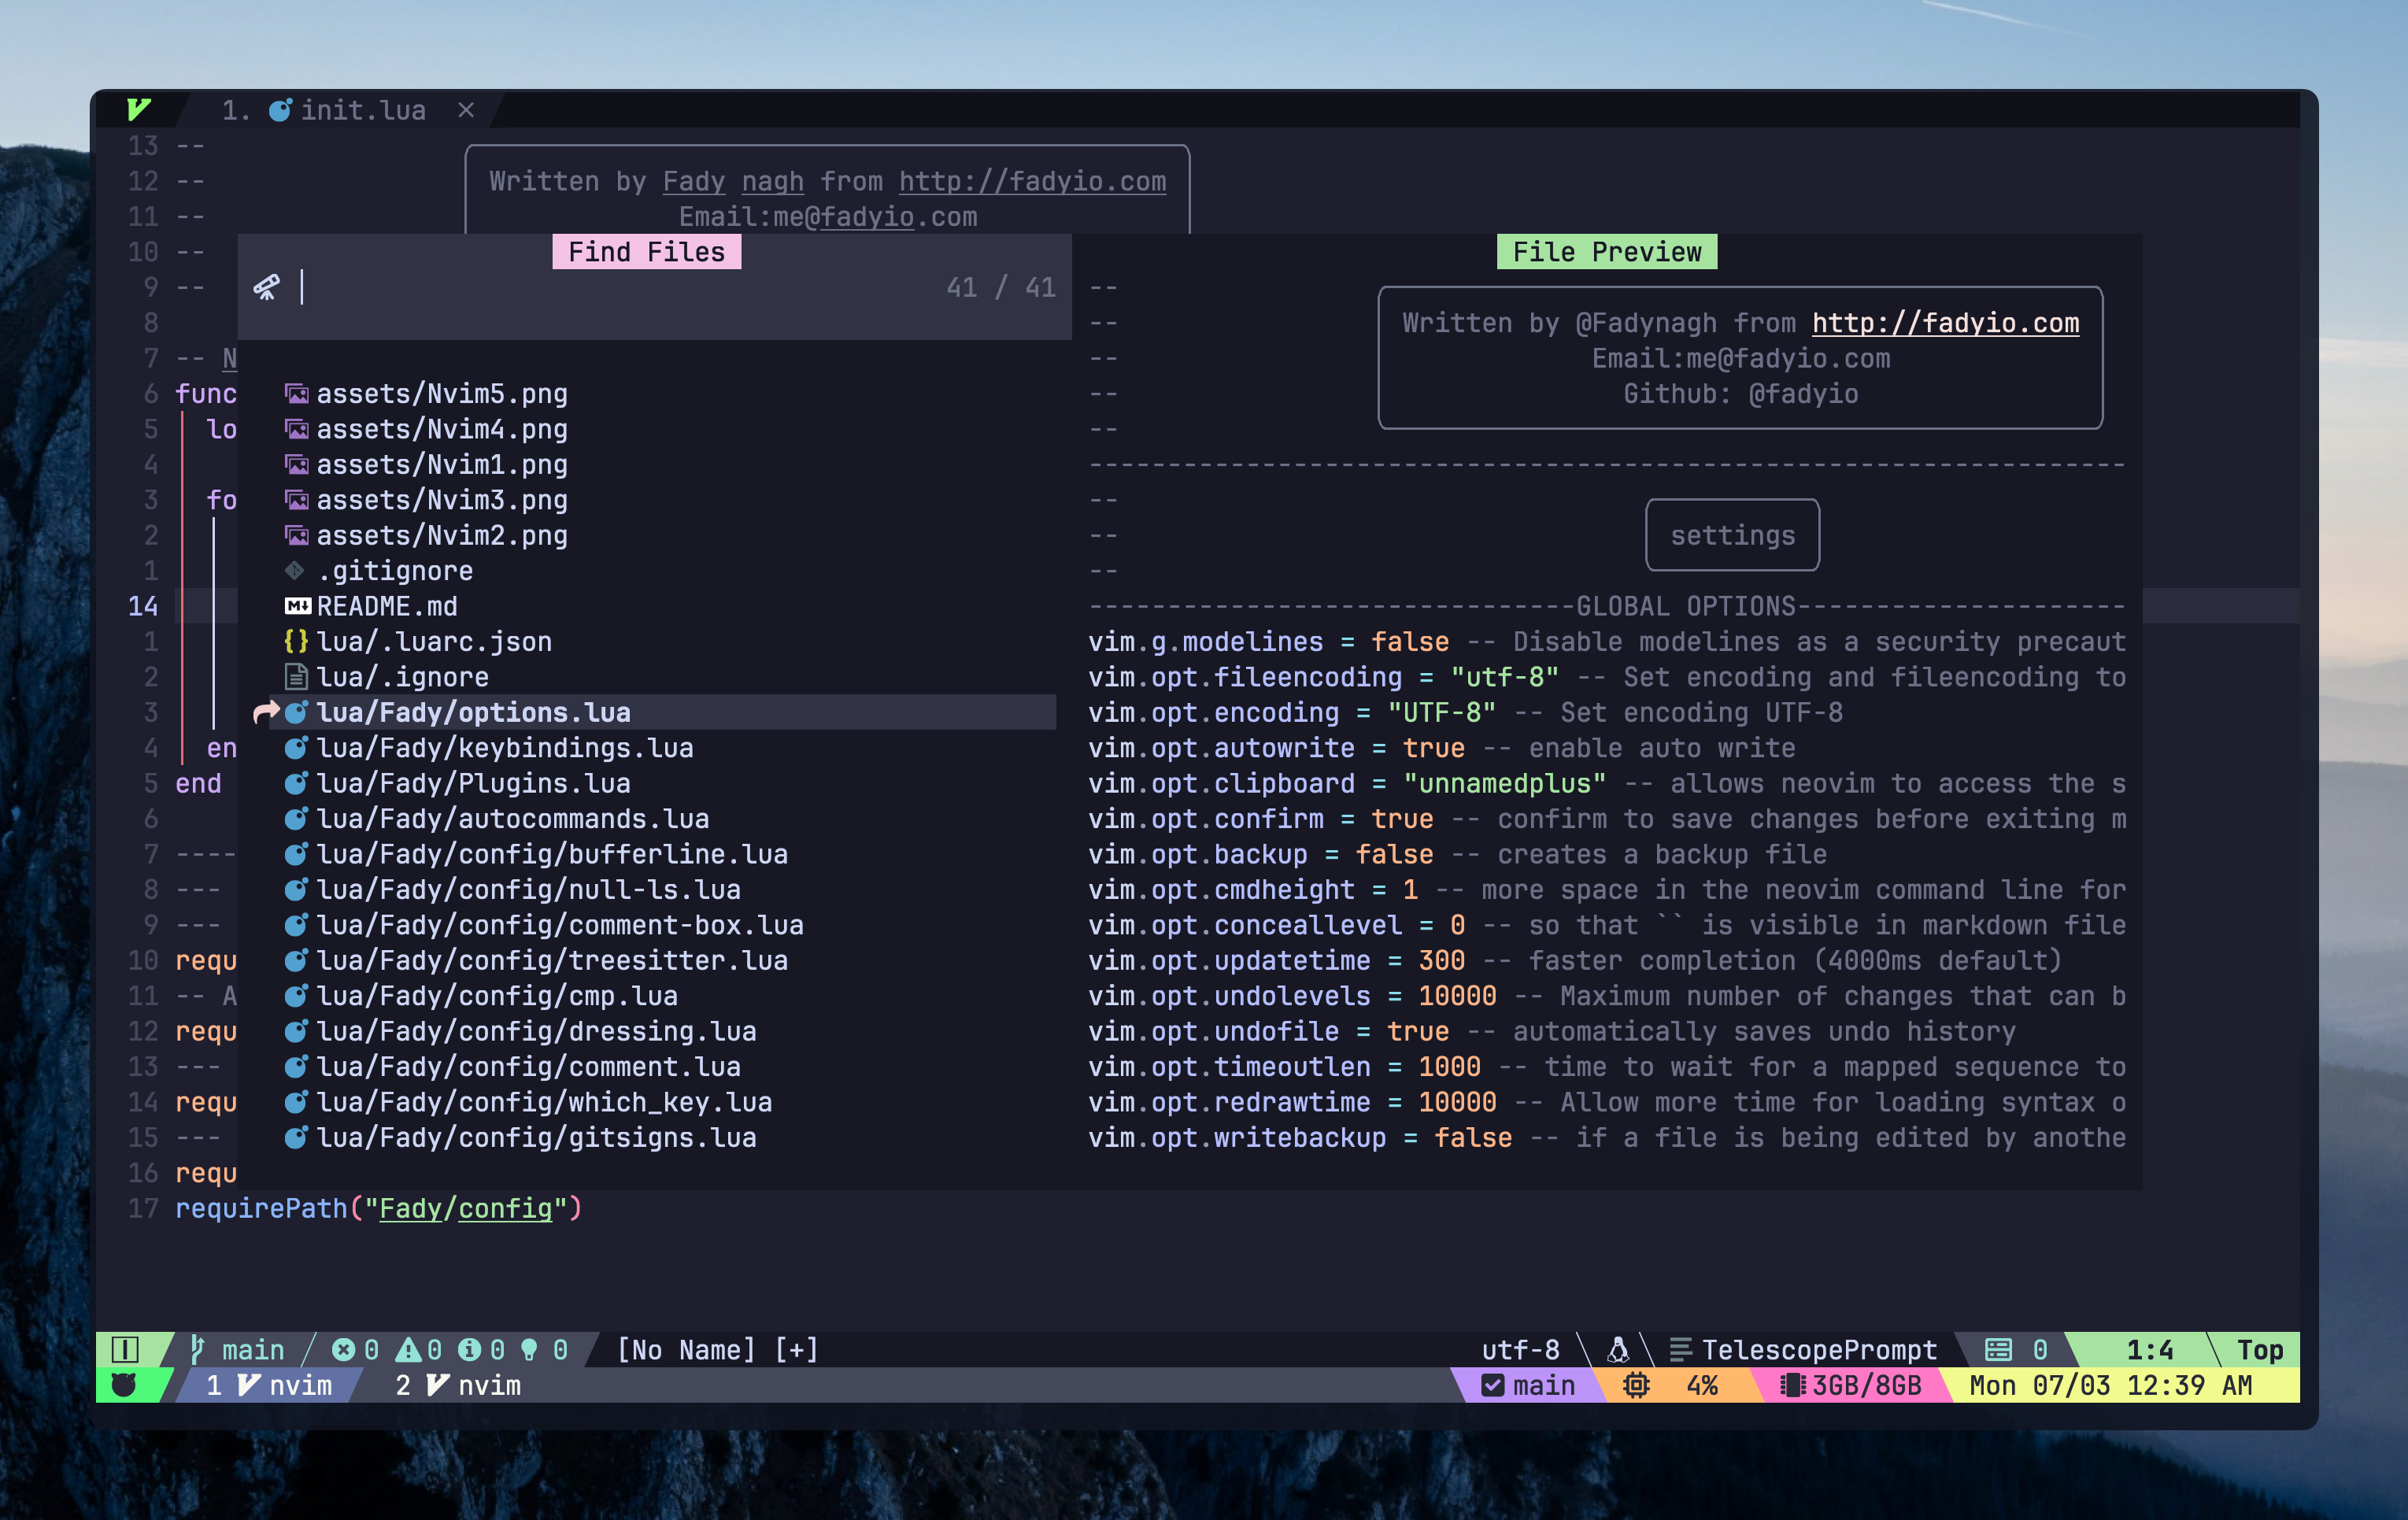 1. init.lua ×
13 --
12 -- Written by Fady nagh from http://fadyio.com
11 -- Email:me@fadyio.com
10 --
9 --
8
7 -- N
6 func
5 lo
4
3 fo
2
1
14
1
2
3
4 en
5 end
6
7 ----
8 ---
9 ---
10 requ
11 -- A
12 requ
13 ---
14 requ
15 ---
16 requ
17 requirePath("Fady/config")
Find Files
41 / 41
assets/Nvim5.png
assets/Nvim4.png
assets/Nvim1.png
assets/Nvim3.png
assets/Nvim2.png
.gitignore
README.md
lua/.luarc.json
lua/.ignore
lua/Fady/options.lua
lua/Fady/keybindings.lua
lua/Fady/Plugins.lua
lua/Fady/autocommands.lua
lua/Fady/config/bufferline.lua
lua/Fady/config/null-ls.lua
lua/Fady/config/comment-box.lua
lua/Fady/config/treesitter.lua
lua/Fady/config/cmp.lua
lua/Fady/config/dressing.lua
lua/Fady/config/comment.lua
lua/Fady/config/which_key.lua
lua/Fady/config/gitsigns.lua
File Preview
--
-- Written by @Fadynagh from http://fadyio.com
-- Email:me@fadyio.com
-- Github: @fadyio
--
------------------------------------------------------------------
--
-- settings
--
-------------------------------GLOBAL OPTIONS---------------------
vim.g.modelines = false -- Disable modelines as a security precaut
vim.opt.fileencoding = "utf-8" -- Set encoding and fileencoding to
vim.opt.encoding = "UTF-8" -- Set encoding UTF-8
vim.opt.autowrite = true -- enable auto write
vim.opt.clipboard = "unnamedplus" -- allows neovim to access the s
vim.opt.confirm = true -- confirm to save changes before exiting m
vim.opt.backup = false -- creates a backup file
vim.opt.cmdheight = 1 -- more space in the neovim command line for
vim.opt.conceallevel = 0 -- so that `` is visible in markdown file
vim.opt.updatetime = 300 -- faster completion (4000ms default)
vim.opt.undolevels = 10000 -- Maximum number of changes that can b
vim.opt.undofile = true -- automatically saves undo history
vim.opt.timeoutlen = 1000 -- time to wait for a mapped sequence to
vim.opt.redrawtime = 10000 -- Allow more time for loading syntax o
vim.opt.writebackup = false -- if a file is being edited by anothe
I main 0 0 0 0 [No Name] [+] utf-8 TelescopePrompt 0 1:4 Top
1 nvim 2 nvim main 4% 3GB/8GB Mon 07/03 12:39 AM